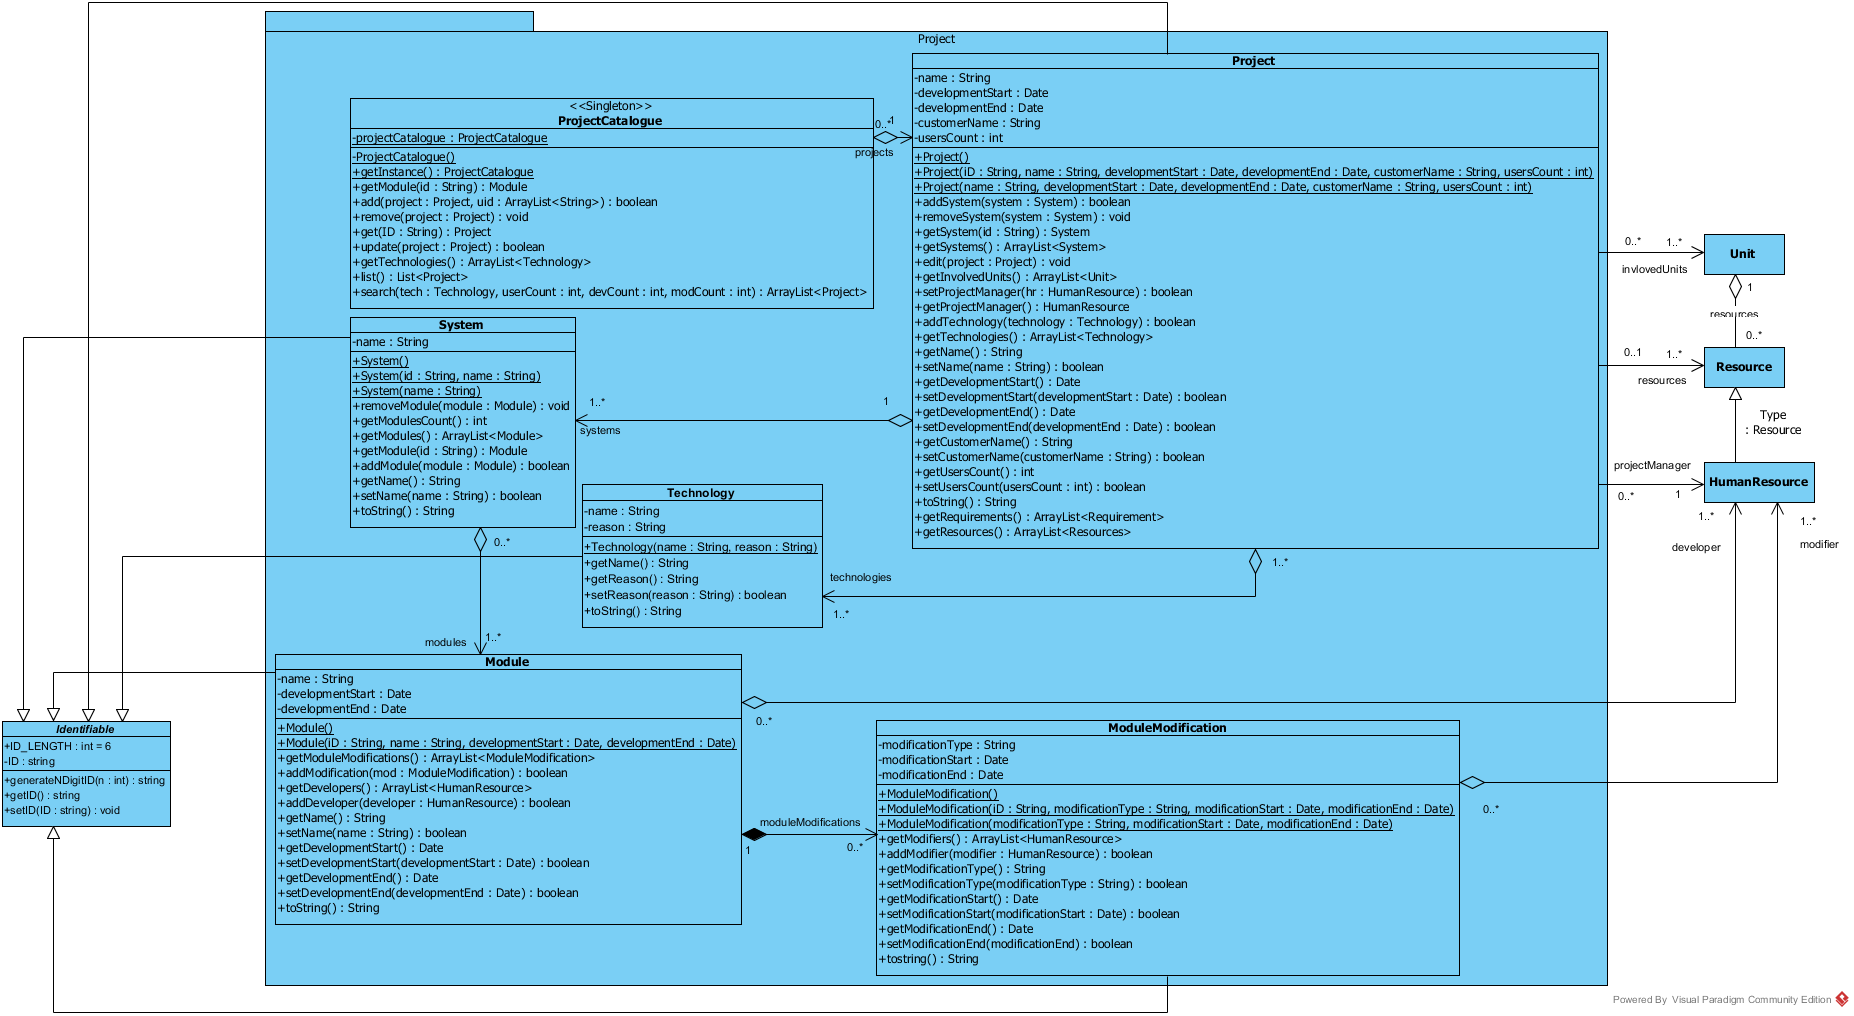 Project
<<Singleton>>
ProjectCatalogue
-projectCatalogue : ProjectCatalogue
-ProjectCatalogue()
+getInstance() : ProjectCatalogue
+getModule(id : String) : Module
+add(project : Project, uid : ArrayList<String>) : boolean
+remove(project : Project) : void
+get(ID : String) : Project
+update(project : Project) : boolean
+getTechnologies() : ArrayList<Technology>
+list() : List<Project>
+search(tech : Technology, userCount : int, devCount : int, modCount : int) : ArrayList<Project>
0..*
1
projects
Project
-name : String
-developmentStart : Date
-developmentEnd : Date
-customerName : String
-usersCount : int
+Project()
+Project(iD : String, name : String, developmentStart : Date, developmentEnd : Date, customerName : String, usersCount : int)
+Project(name : String, developmentStart : Date, developmentEnd : Date, customerName : String, usersCount : int)
+addSystem(system : System) : boolean
+removeSystem(system : System) : void
+getSystem(id : String) : System
+getSystems() : ArrayList<System>
+edit(project : Project) : void
+getInvolvedUnits() : ArrayList<Unit>
+setProjectManager(hr : HumanResource) : boolean
+getProjectManager() : HumanResource
+addTechnology(technology : Technology) : boolean
+getTechnologies() : ArrayList<Technology>
+getName() : String
+setName(name : String) : boolean
+getDevelopmentStart() : Date
+setDevelopmentStart(developmentStart : Date) : boolean
+getDevelopmentEnd() : Date
+setDevelopmentEnd(developmentEnd : Date) : boolean
+getCustomerName() : String
+setCustomerName(customerName : String) : boolean
+getUsersCount() : int
+setUsersCount(usersCount : int) : boolean
+toString() : String
+getRequirements() : ArrayList<Requirement>
+getResources() : ArrayList<Resources>
0..*
1..*
invlovedUnits
Unit
1
resources
0..*
0..1
1..*
resources
Resource
Type
: Resource
projectManager
0..*
1
HumanResource
1..*
developer
1..*
modifier
System
-name : String
+System()
+System(id : String, name : String)
+System(name : String)
+removeModule(module : Module) : void
+getModulesCount() : int
+getModules() : ArrayList<Module>
+getModule(id : String) : Module
+addModule(module : Module) : boolean
+getName() : String
+setName(name : String) : boolean
+toString() : String
1..*
1
systems
0..*
Technology
-name : String
-reason : String
+Technology(name : String, reason : String)
+getName() : String
+getReason() : String
+setReason(reason : String) : boolean
+toString() : String
technologies
1..*
1..*
modules
1..*
Module
-name : String
-developmentStart : Date
-developmentEnd : Date
+Module()
+Module(iD : String, name : String, developmentStart : Date, developmentEnd : Date)
+getModuleModifications() : ArrayList<ModuleModification>
+addModification(mod : ModuleModification) : boolean
+getDevelopers() : ArrayList<HumanResource>
+addDeveloper(developer : HumanResource) : boolean
+getName() : String
+setName(name : String) : boolean
+getDevelopmentStart() : Date
+setDevelopmentStart(developmentStart : Date) : boolean
+getDevelopmentEnd() : Date
+setDevelopmentEnd(developmentEnd : Date) : boolean
+toString() : String
0..*
moduleModifications
1
0..*
ModuleModification
-modificationType : String
-modificationStart : Date
-modificationEnd : Date
+ModuleModification()
+ModuleModification(iD : String, modificationType : String, modificationStart : Date, modificationEnd : Date)
+ModuleModification(modificationType : String, modificationStart : Date, modificationEnd : Date)
+getModifiers() : ArrayList<HumanResource>
+addModifier(modifier : HumanResource) : boolean
+getModificationType() : String
+setModificationType(modificationType : String) : boolean
+getModificationStart() : Date
+setModificationStart(modificationStart : Date) : boolean
+getModificationEnd() : Date
+setModificationEnd(modificationEnd) : boolean
+tostring() : String
0..*
Identifiable
+ID_LENGTH : int = 6
-ID : string
+generateNDigitID(n : int) : string
+getID() : string
+setID(ID : string) : void
Powered By Visual Paradigm Community Edition